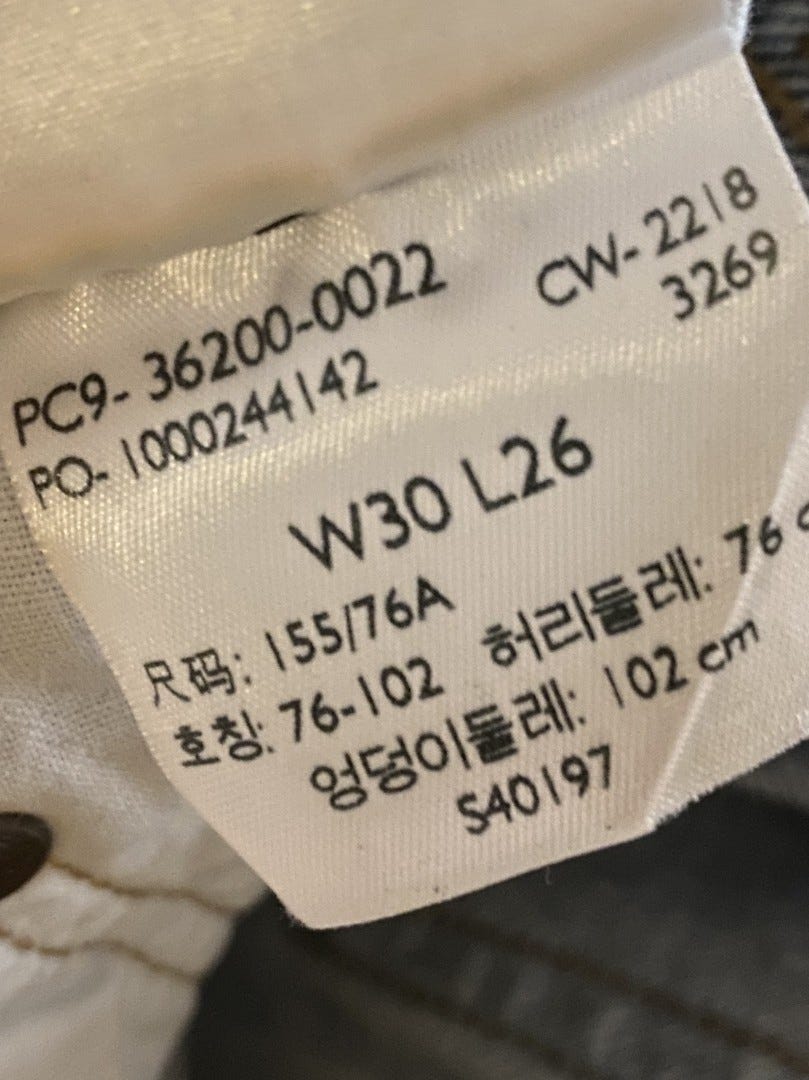 PC9- 36200-0022 CW- 2218
PO- 1000244142 3269
W30 L26
尺码: 155/76A
호칭: 76-102 허리둘레: 76
엉덩이둘레: 102 cm
S40197